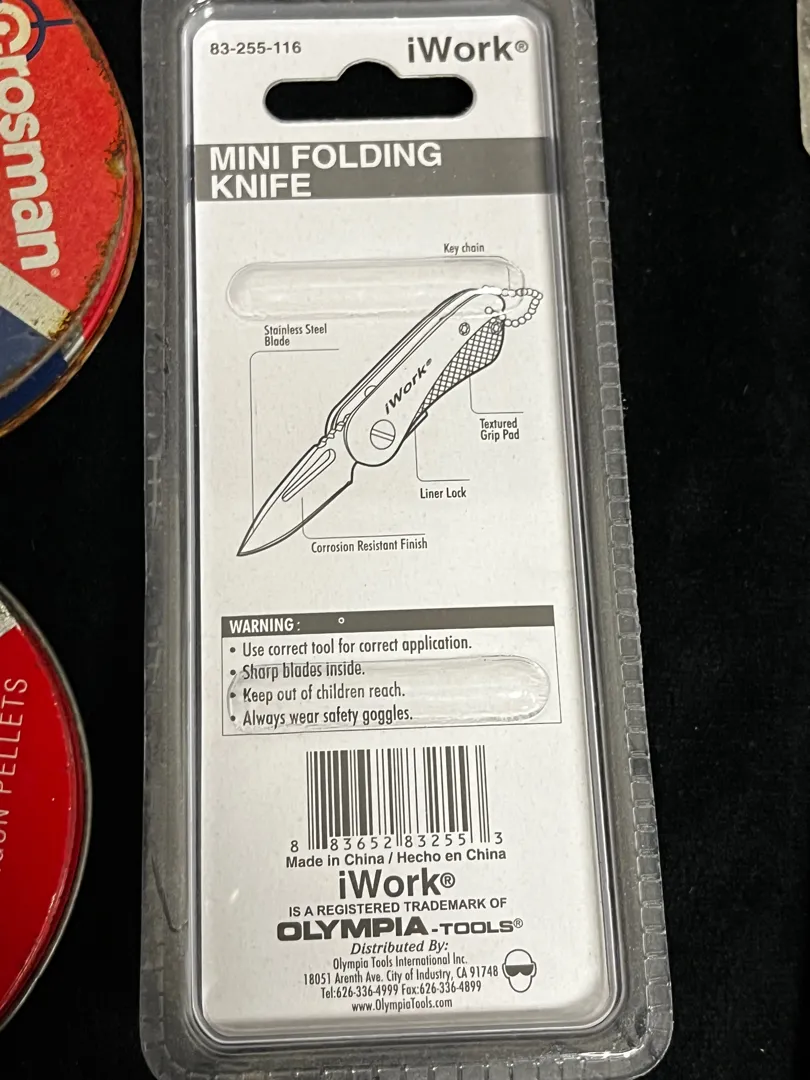 83-255-116
iWork®
MINI FOLDING
KNIFE
Key chain
Stainless Steel
Blade
iWork®
Textured
Grip Pad
Liner Lock
Corrosion Resistant Finish
WARNING:
• Use correct tool for correct application.
• Sharp blades inside.
• Keep out of children reach.
• Always wear safety goggles.
8 83652 83255 3
Made in China / Hecho en China
iWork®
IS A REGISTERED TRADEMARK OF
OLYMPIA-TOOLS®
Distributed By:
Olympia Tools International Inc.
18051 Arenth Ave. City of Industry, CA 91748
Tel:626-336-4999 Fax:626-336-4899
www.OlympiaTools.com
Crosman®
PELLETS